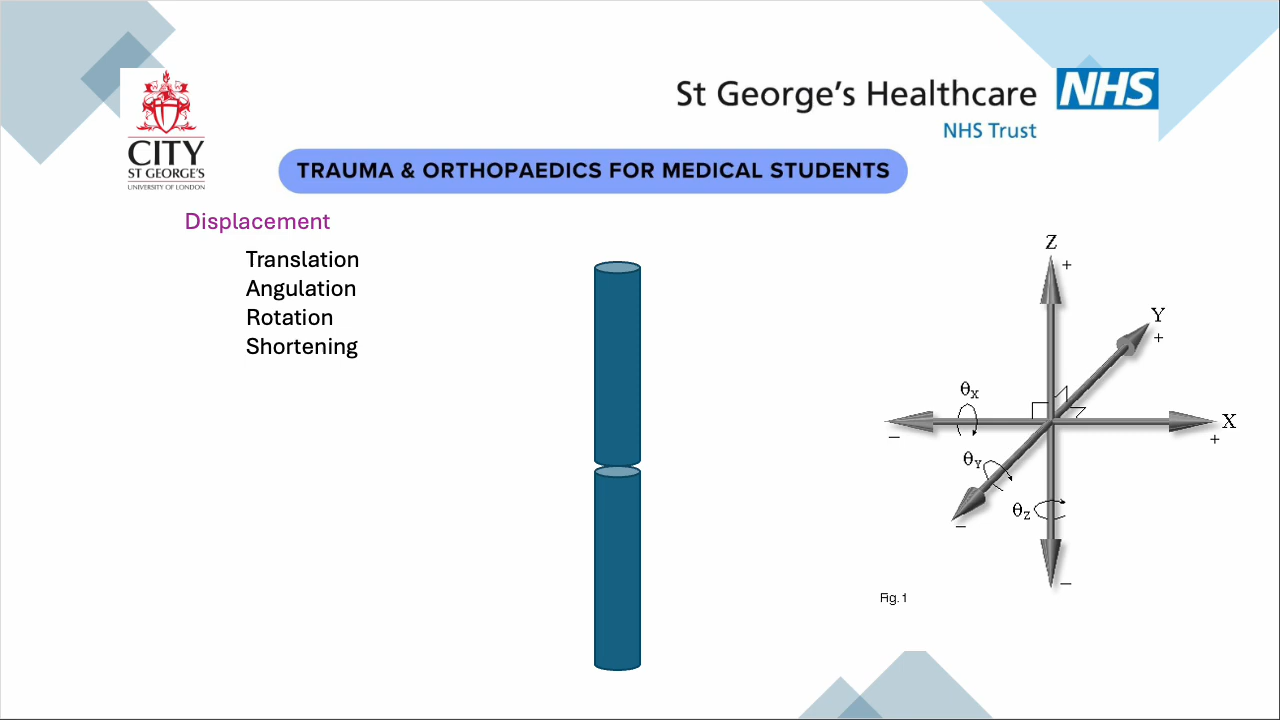 CITY
ST GEORGE'S
UNIVERSITY OF LONDON
St George's Healthcare NHS
NHS Trust
TRAUMA & ORTHOPAEDICS FOR MEDICAL STUDENTS
Displacement
Translation
Angulation
Rotation
Shortening
Z
+
Y
+
θX
− X
+
θY
θZ
−
−
Fig. 1